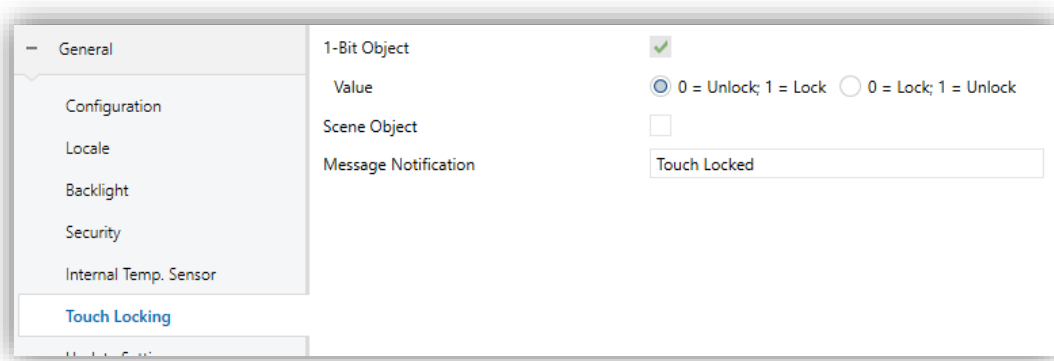 General
Configuration
Locale
Backlight
Security
Internal Temp. Sensor
Touch Locking
1-Bit Object
Value
0 = Unlock; 1 = Lock
0 = Lock; 1 = Unlock
Scene Object
Message Notification
Touch Locked